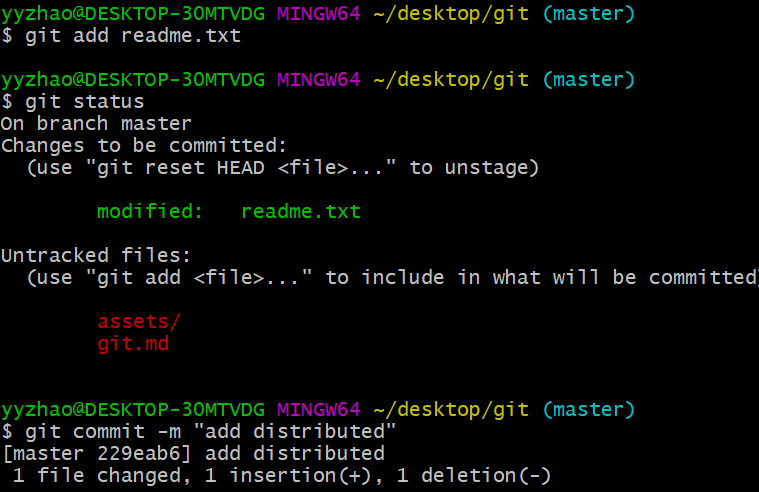 yyzhao@DESKTOP-3OMTVDG MINGW64 ~/desktop/git (master)
$ git add readme.txt
yyzhao@DESKTOP-3OMTVDG MINGW64 ~/desktop/git (master)
$ git status
On branch master
Changes to be committed:
  (use "git reset HEAD <file>..." to unstage)
        modified:   readme.txt
Untracked files:
  (use "git add <file>..." to include in what will be committed)
        assets/
        git.md
yyzhao@DESKTOP-3OMTVDG MINGW64 ~/desktop/git (master)
$ git commit -m "add distributed"
[master 229eab6] add distributed
 1 file changed, 1 insertion(+), 1 deletion(-)